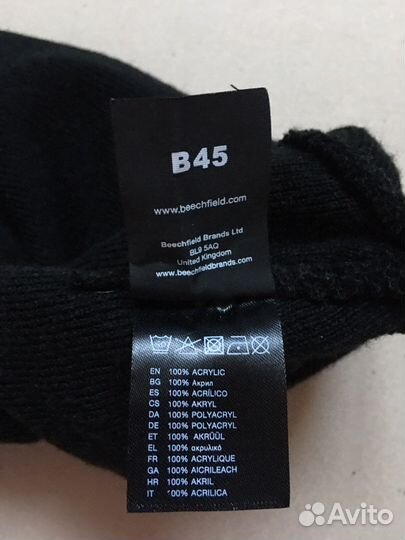 B45
www.beechfield.com
Beechfield Brands Ltd
BL9 5AQ
United Kingdom
www.beechfieldbrands.com
EN 100% ACRYLIC
BG 100% Акрил
ES 100% ACRÍLICO
CS 100% AKRYL
DA 100% POLYACRYL
DE 100% POLYACRYL
ET 100% AKRÜÜL
EL 100% ακρυλικό
FR 100% ACRYLIQUE
GA 100% AICRILEACH
HR 100% AKRIL
IT 100% ACRILICA
Avito